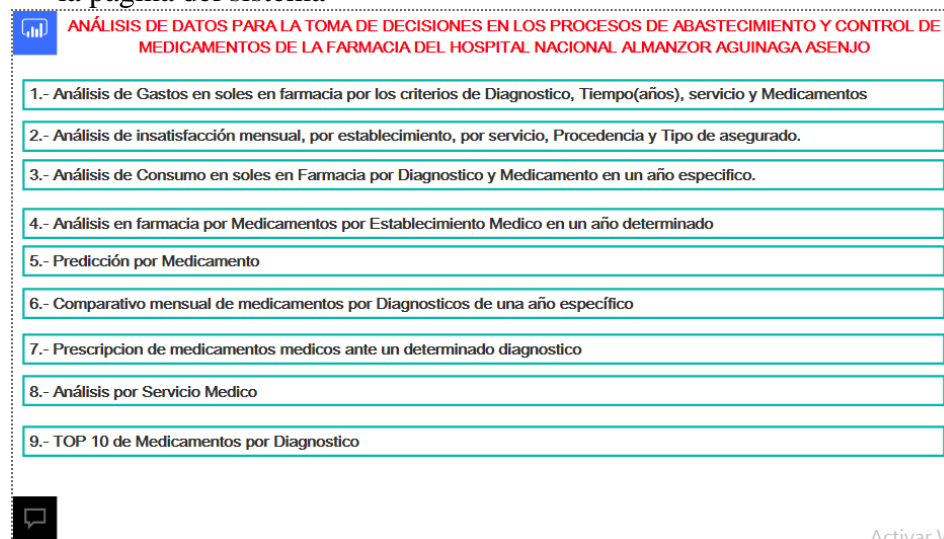 la página del sistema
ANÁLISIS DE DATOS PARA LA TOMA DE DECISIONES EN LOS PROCESOS DE ABASTECIMIENTO Y CONTROL DE
MEDICAMENTOS DE LA FARMACIA DEL HOSPITAL NACIONAL ALMANZOR AGUINAGA ASENJO
1.- Análisis de Gastos en soles en farmacia por los criterios de Diagnostico, Tiempo(años), servicio y Medicamentos
2.- Análisis de insatisfacción mensual, por establecimiento, por servicio, Procedencia y Tipo de asegurado.
3.- Análisis de Consumo en soles en Farmacia por Diagnostico y Medicamento en un año especifico.
4.- Análisis en farmacia por Medicamentos por Establecimiento Medico en un año determinado
5.- Predicción por Medicamento
6.- Comparativo mensual de medicamentos por Diagnosticos de una año específico
7.- Prescripcion de medicamentos medicos ante un determinado diagnostico
8.- Análisis por Servicio Medico
9.- TOP 10 de Medicamentos por Diagnostico
Activar